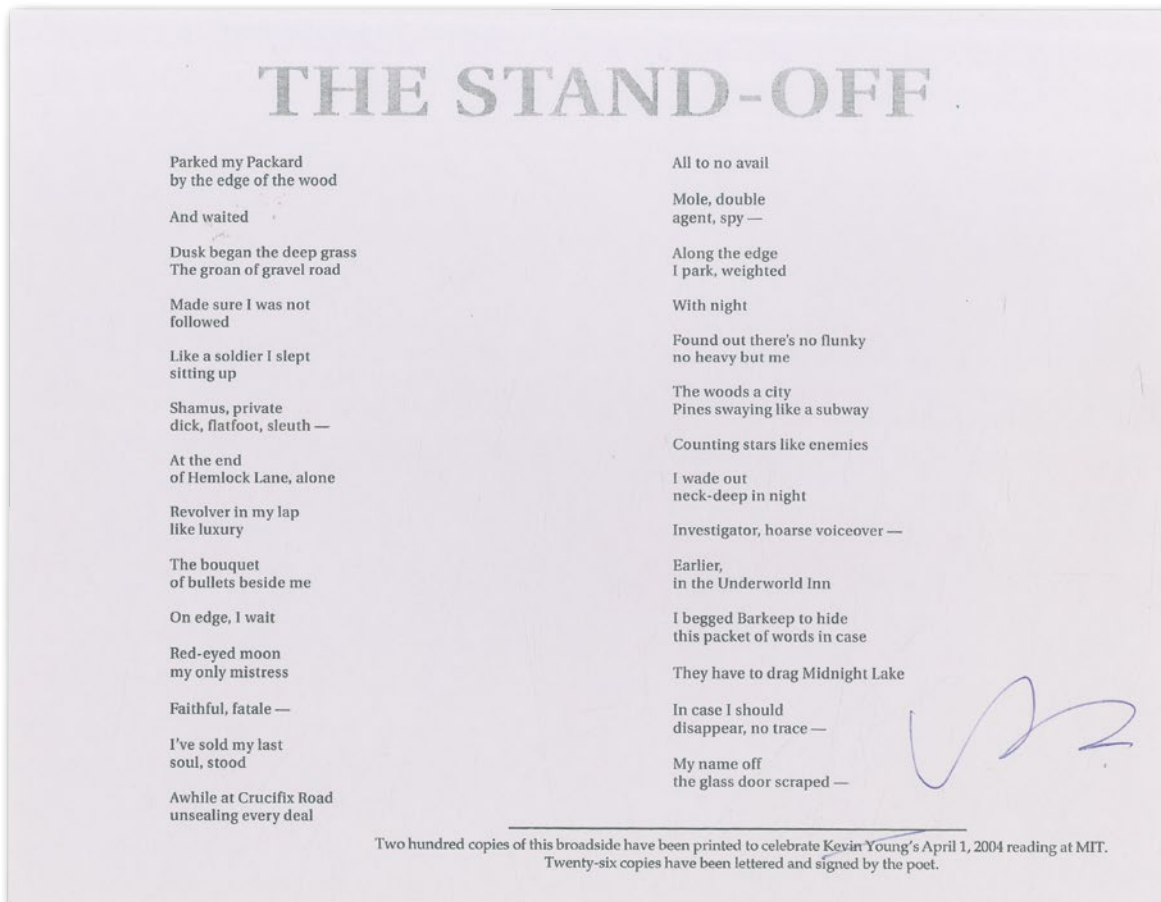 THE STAND-OFF
Parked my Packard
by the edge of the wood
And waited
Dusk began the deep grass
The groan of gravel road
Made sure I was not
followed
Like a soldier I slept
sitting up
Shamus, private
dick, flatfoot, sleuth —
At the end
of Hemlock Lane, alone
Revolver in my lap
like luxury
The bouquet
of bullets beside me
On edge, I wait
Red-eyed moon
my only mistress
Faithful, fatale —
I've sold my last
soul, stood
Awhile at Crucifix Road
unsealing every deal
All to no avail
Mole, double
agent, spy —
Along the edge
I park, weighted
With night
Found out there's no flunky
no heavy but me
The woods a city
Pines swaying like a subway
Counting stars like enemies
I wade out
neck-deep in night
Investigator, hoarse voiceover —
Earlier,
in the Underworld Inn
I begged Barkeep to hide
this packet of words in case
They have to drag Midnight Lake
In case I should
disappear, no trace —
My name off
the glass door scraped —
Two hundred copies of this broadside have been printed to celebrate Kevin Young's April 1, 2004 reading at MIT.
Twenty-six copies have been lettered and signed by the poet.